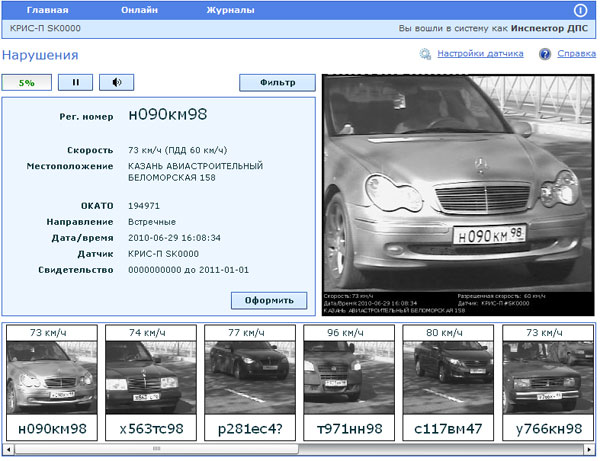 Главная Онлайн Журналы
КРИС-П SK0000 Вы вошли в систему как Инспектор ДПС
Нарушения Настройки датчика Справка
5% Фильтр
Рег. номер н090км98
Скорость 73 км/ч (ПДД 60 км/ч)
Местоположение КАЗАНЬ АВИАСТРОИТЕЛЬНЫЙ
БЕЛОМОРСКАЯ 158
ОКАТО 194971
Направление Встречные
Дата/время 2010-06-29 16:08:34
Датчик КРИС-П SK0000
Свидетельство 0000000000 до 2011-01-01
Оформить
Н090КМ 98
Скорость: 73 км/ч Разрешенная скорость: 60 км/ч
Дата/Время:2010-06-29 16:08:34 Датчик: КРИС-П#SK0000
КАЗАНЬ АВИАСТРОИТЕЛЬНЫЙ БЕЛОМОРСКАЯ 158
73 км/ч 74 км/ч 77 км/ч 96 км/ч 80 км/ч 73 км/ч
н090км98 х563тс98 р281ес4? т971нн98 с117вм47 у766кн98